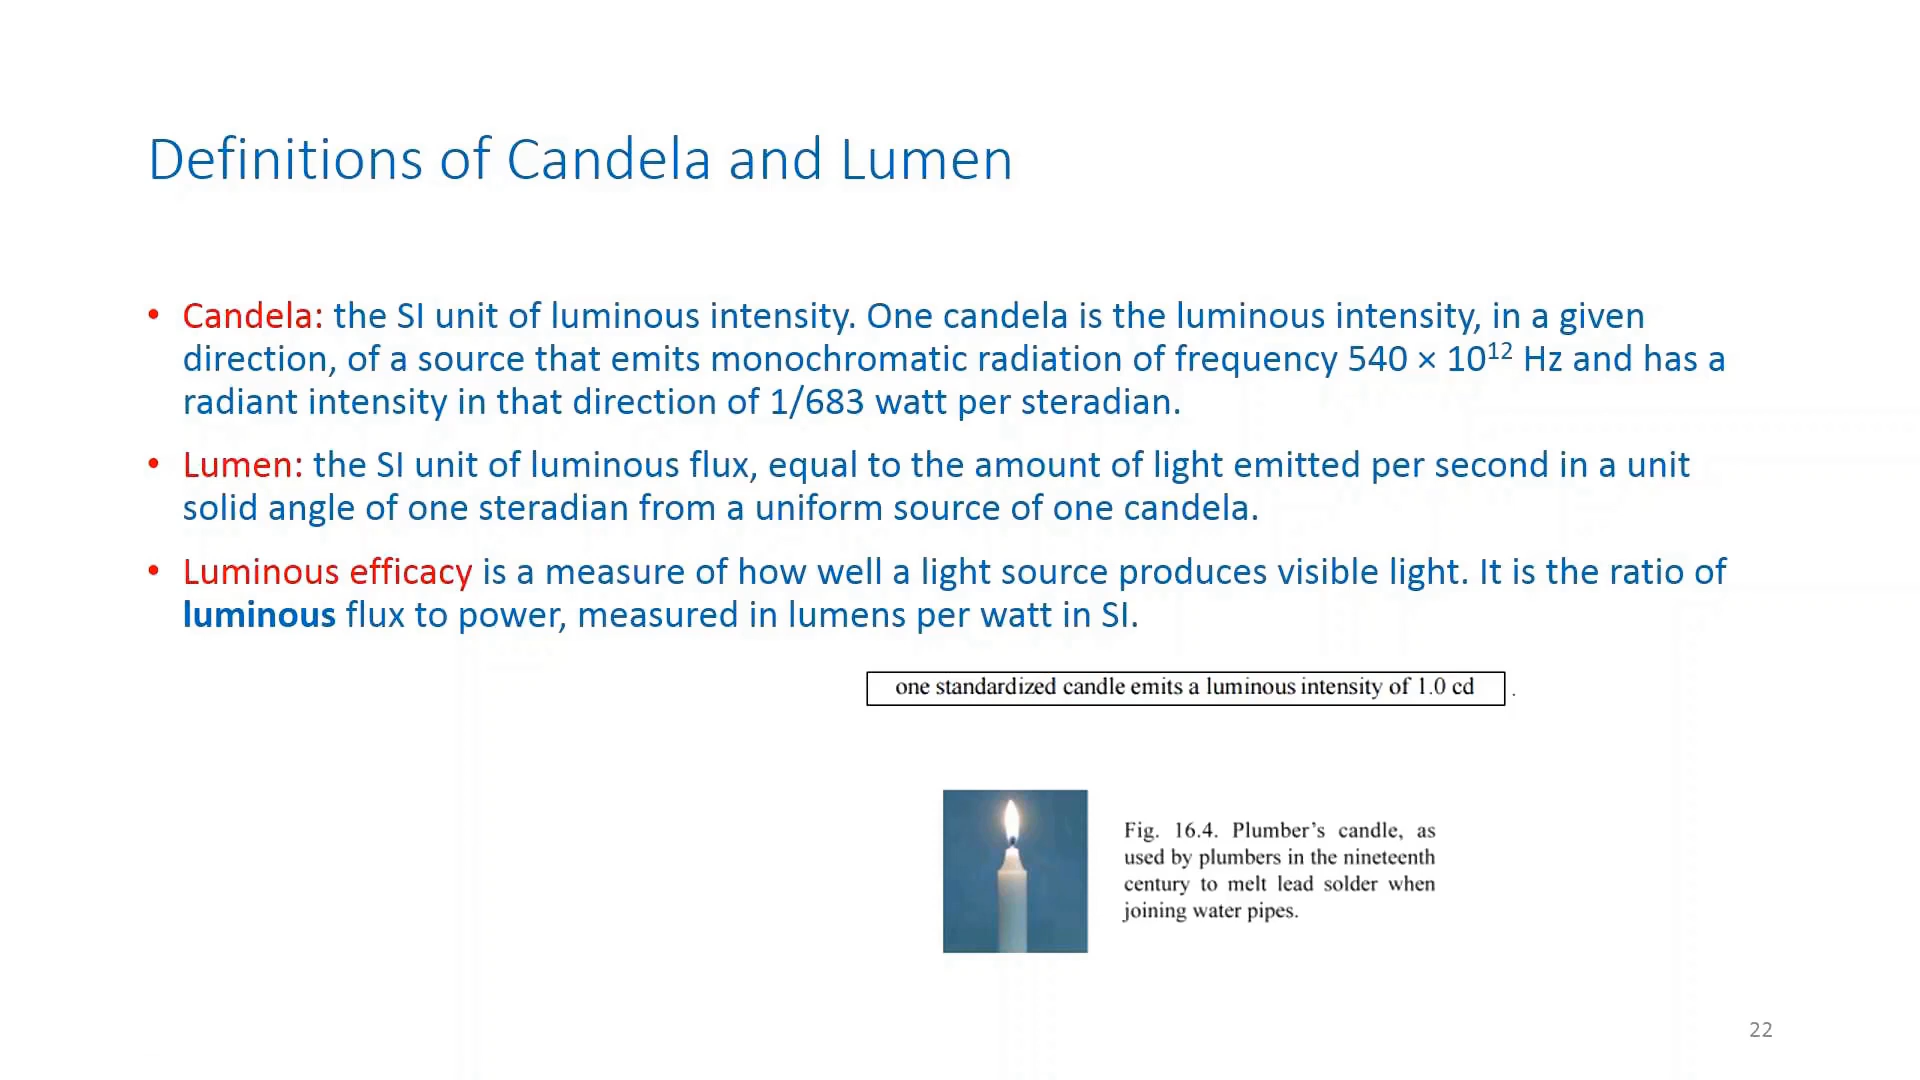 Definitions of Candela and Lumen
• Candela: the SI unit of luminous intensity. One candela is the luminous intensity, in a given
direction, of a source that emits monochromatic radiation of frequency 540 × 10¹² Hz and has a
radiant intensity in that direction of 1/683 watt per steradian.
• Lumen: the SI unit of luminous flux, equal to the amount of light emitted per second in a unit
solid angle of one steradian from a uniform source of one candela.
• Luminous efficacy is a measure of how well a light source produces visible light. It is the ratio of
luminous flux to power, measured in lumens per watt in SI.
one standardized candle emits a luminous intensity of 1.0 cd .
Fig. 16.4. Plumber's candle, as
used by plumbers in the nineteenth
century to melt lead solder when
joining water pipes.
22